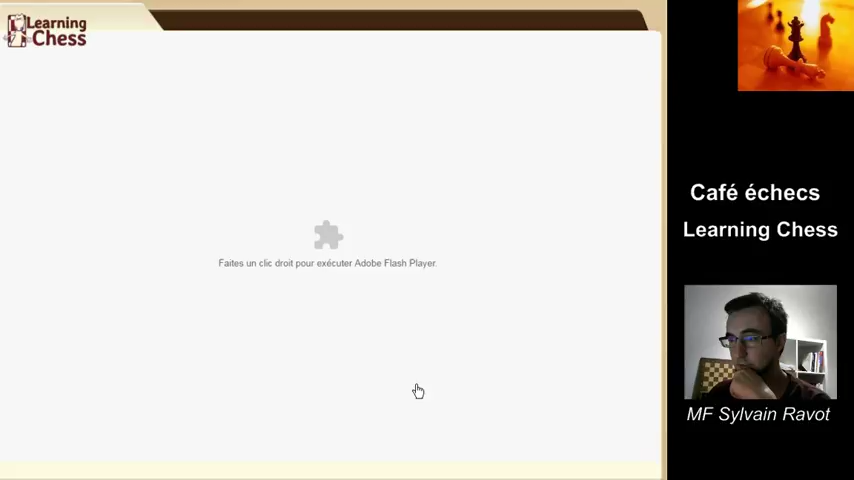 Learning
Chess
Faites un clic droit pour exécuter Adobe Flash Player.
Café échecs
Learning Chess
MF Sylvain Ravot